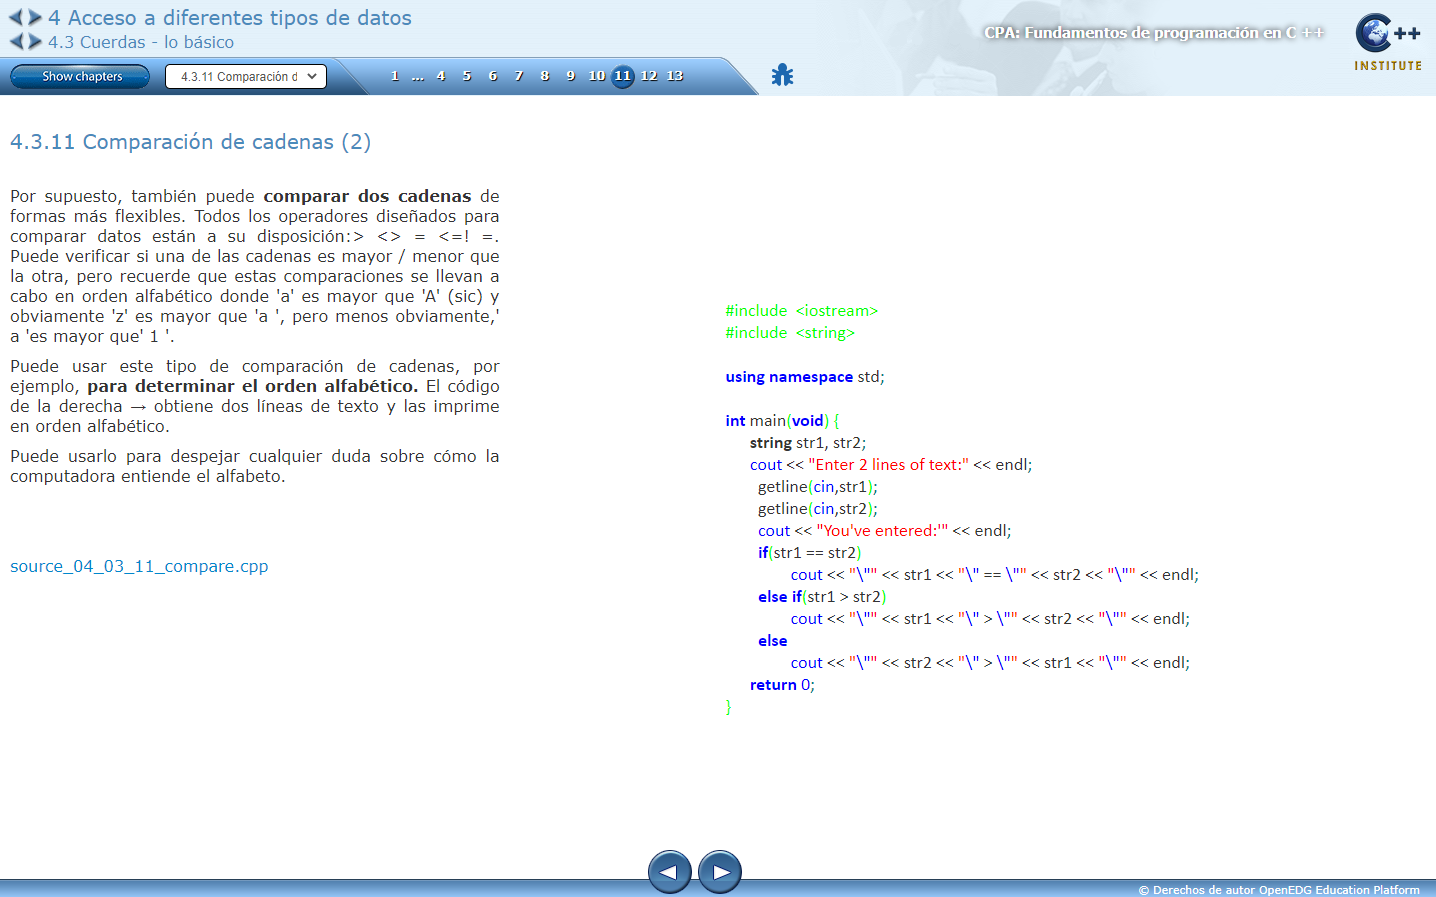 4 Acceso a diferentes tipos de datos
4.3 Cuerdas - lo básico
CPA: Fundamentos de programación en C ++
C++
INSTITUTE
Show chapters
4.3.11 Comparación d
1 ... 4 5 6 7 8 9 10 11 12 13
4.3.11 Comparación de cadenas (2)
Por supuesto, también puede comparar dos cadenas de
formas más flexibles. Todos los operadores diseñados para
comparar datos están a su disposición:> <> = <=! =.
Puede verificar si una de las cadenas es mayor / menor que
la otra, pero recuerde que estas comparaciones se llevan a
cabo en orden alfabético donde 'a' es mayor que 'A' (sic) y
obviamente 'z' es mayor que 'a ', pero menos obviamente,'
a 'es mayor que' 1 '.
Puede usar este tipo de comparación de cadenas, por
ejemplo, para determinar el orden alfabético. El código
de la derecha → obtiene dos líneas de texto y las imprime
en orden alfabético.
Puede usarlo para despejar cualquier duda sobre cómo la
computadora entiende el alfabeto.
source_04_03_11_compare.cpp
#include <iostream>
#include <string>
using namespace std;
int main(void) {
string str1, str2;
cout << "Enter 2 lines of text:" << endl;
getline(cin,str1);
getline(cin,str2);
cout << "You've entered:'" << endl;
if(str1 == str2)
cout << "\"" << str1 << "\" == \"" << str2 << "\"" << endl;
else if(str1 > str2)
cout << "\"" << str1 << "\" > \"" << str2 << "\"" << endl;
else
cout << "\"" << str2 << "\" > \"" << str1 << "\"" << endl;
return 0;
}
© Derechos de autor OpenEDG Education Platform